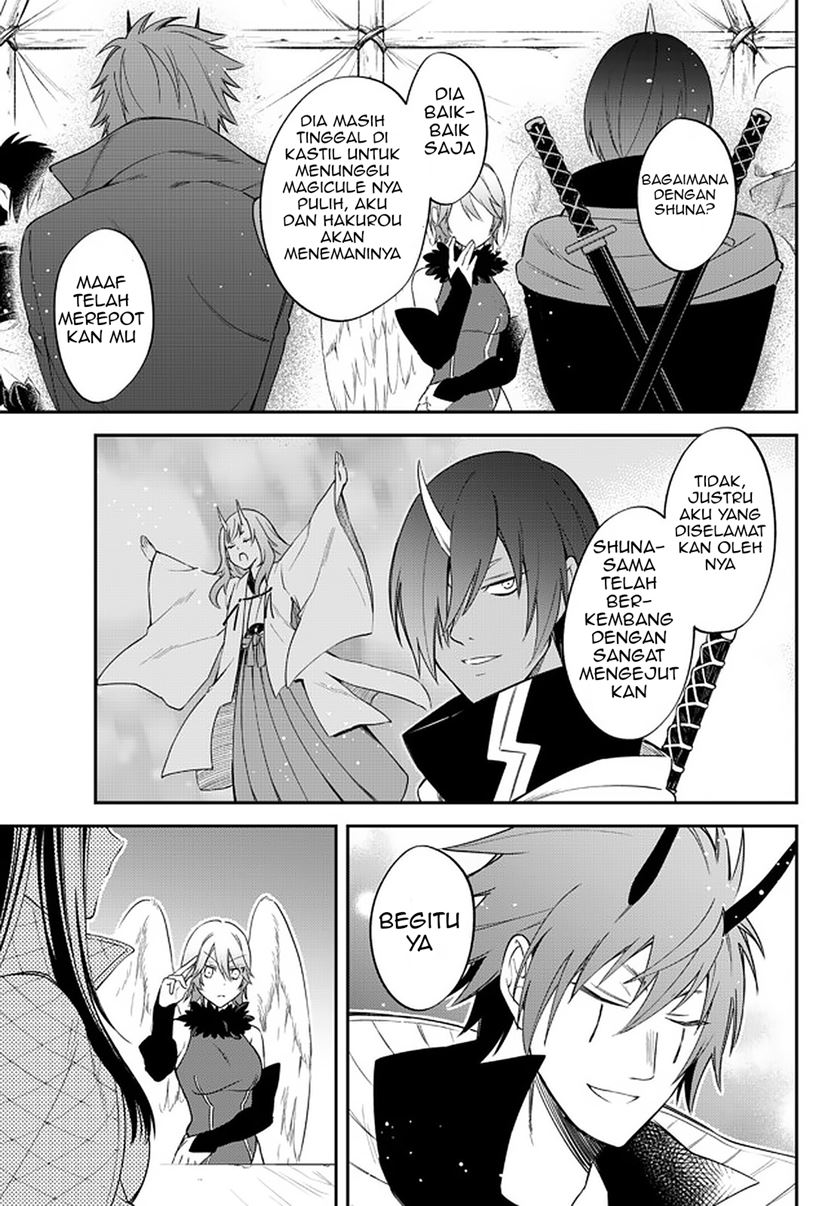 BAGAIMANA
DENGAN
SHUNA?
DIA
BAIK-
BAIK
SAJA
DIA MASIH
TINGGAL DI
KASTIL UNTUK
MENUNGGU
MAGICULE NYA
PULIH, AKU
DAN HAKUROU
AKAN
MENEMANINYA
MAAF
TELAH
MEREPOT
KAN MU
TIDAK,
JUSTRU
AKU YANG
DISELAMAT
KAN OLEH
NYA
SHUNA-
SAMA
TELAH
BER-
KEMBANG
DENGAN
SANGAT
MENGEJUT
KAN
BEGITU
YA